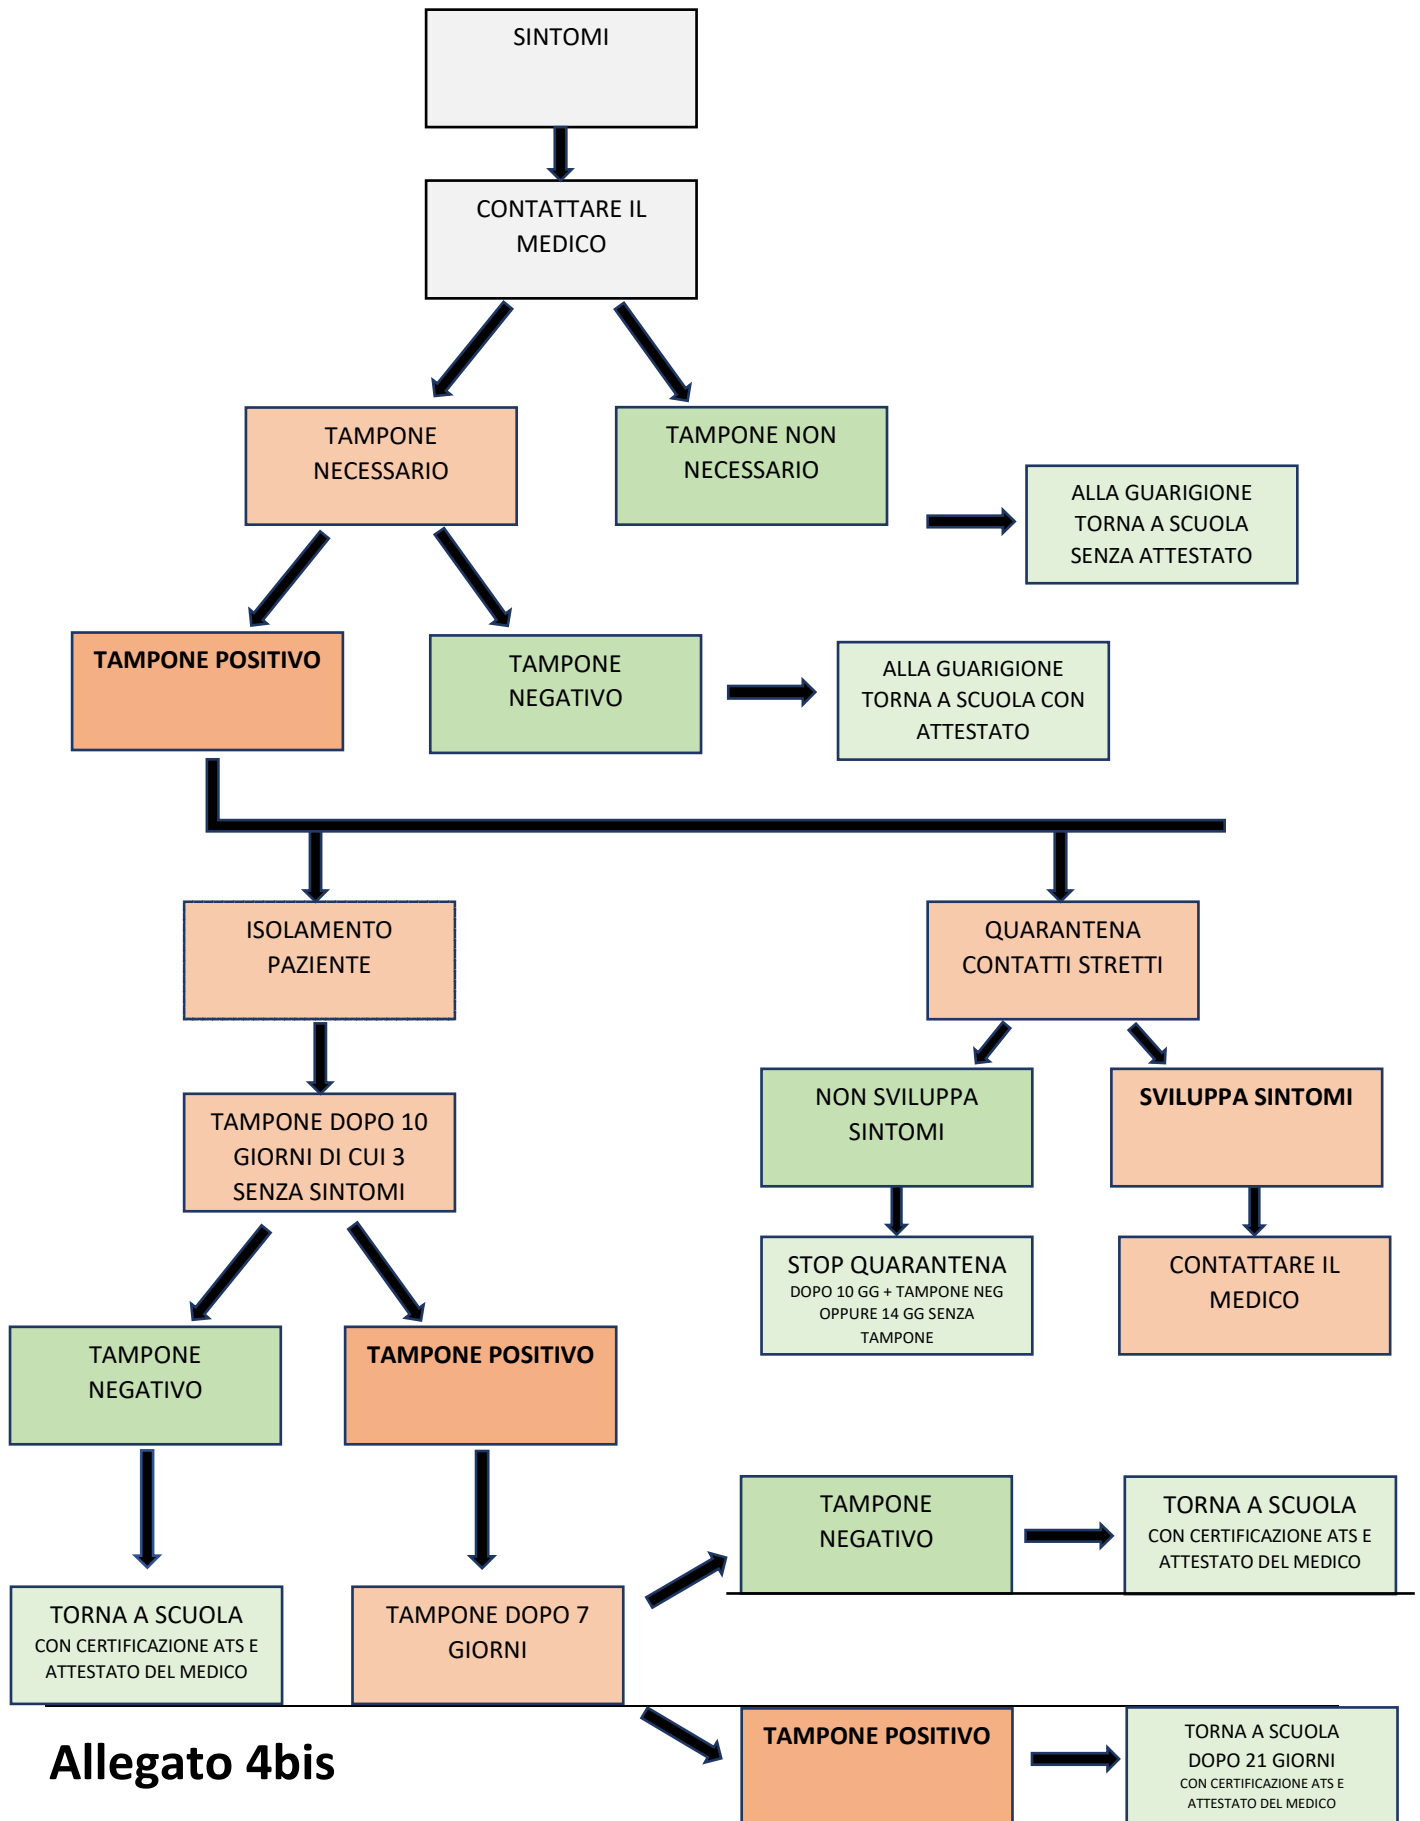 SINTOMI
CONTATTARE IL
MEDICO
TAMPONE
NECESSARIO
TAMPONE NON
NECESSARIO
ALLA GUARIGIONE
TORNA A SCUOLA
SENZA ATTESTATO
TAMPONE POSITIVO
TAMPONE
NEGATIVO
ALLA GUARIGIONE
TORNA A SCUOLA CON
ATTESTATO
ISOLAMENTO
PAZIENTE
QUARANTENA
CONTATTI STRETTI
TAMPONE DOPO 10
GIORNI DI CUI 3
SENZA SINTOMI
NON SVILUPPA
SINTOMI
SVILUPPA SINTOMI
STOP QUARANTENA
DOPO 10 GG + TAMPONE NEG
OPPURE 14 GG SENZA
TAMPONE
CONTATTARE IL
MEDICO
TAMPONE
NEGATIVO
TAMPONE POSITIVO
TAMPONE
NEGATIVO
TORNA A SCUOLA
CON CERTIFICAZIONE ATS E
ATTESTATO DEL MEDICO
TORNA A SCUOLA
CON CERTIFICAZIONE ATS E
ATTESTATO DEL MEDICO
TAMPONE DOPO 7
GIORNI
TAMPONE POSITIVO
TORNA A SCUOLA
DOPO 21 GIORNI
CON CERTIFICAZIONE ATS E
ATTESTATO DEL MEDICO
Allegato 4bis